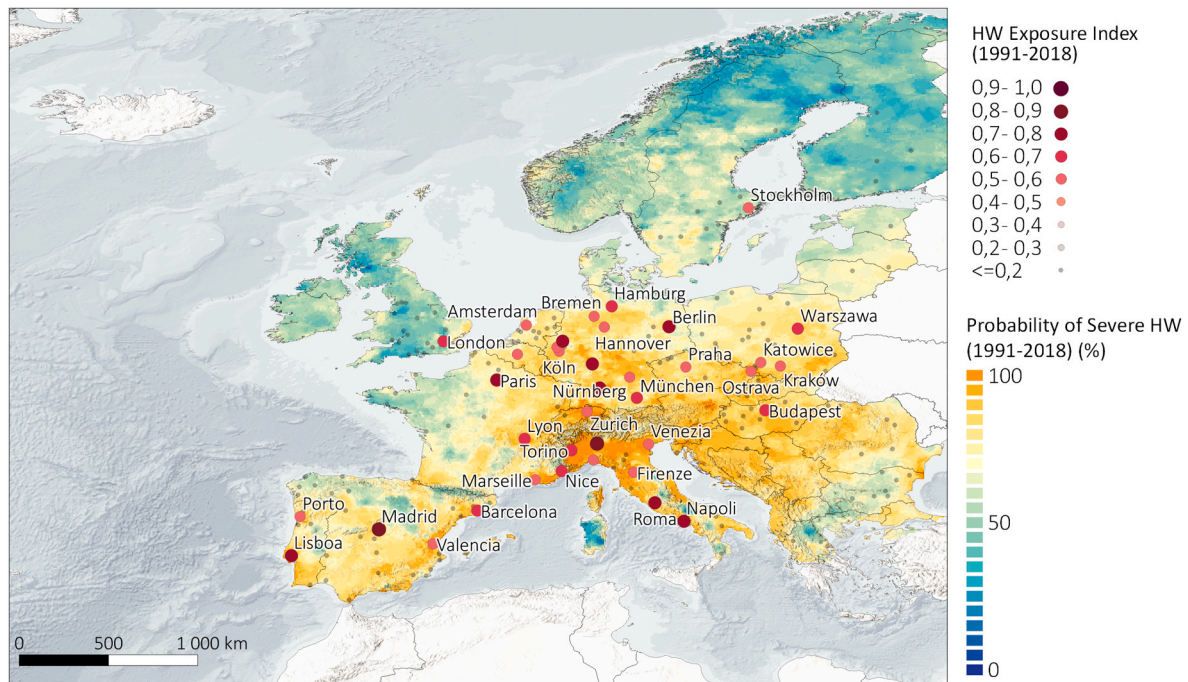 Stockholm
Hamburg
Bremen
Amsterdam
Berlin
Warszawa
London
Hannover
Praha
Katowice
Köln
Paris
München
Ostrava
Kraków
Nürnberg
Budapest
Lyon
Zurich
Venezia
Torino
Marseille
Nice
Firenze
Porto
Madrid
Barcelona
Napoli
Roma
Lisboa
Valencia
0 500 1 000 km
HW Exposure Index
(1991-2018)
0,9- 1,0
0,8- 0,9
0,7- 0,8
0,6- 0,7
0,5- 0,6
0,4- 0,5
0,3- 0,4
0,2- 0,3
<=0,2
Probability of Severe HW
(1991-2018) (%)
100
50
0